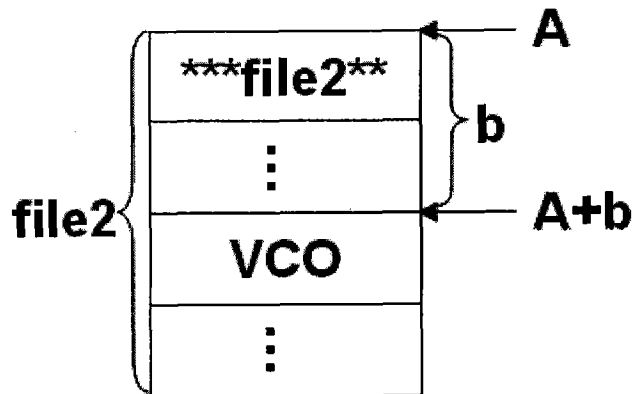 A
***file2**
b
⋮
file2
A+b
VCO
⋮